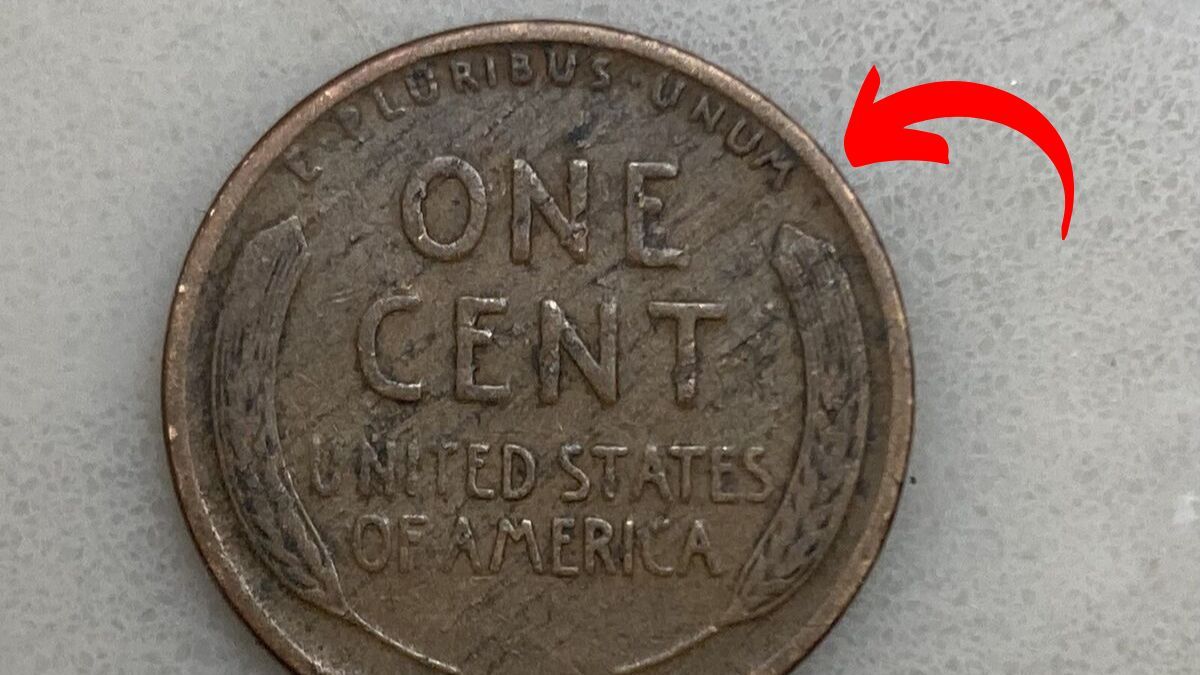 E·PLURIBUS·UNUM
ONE
CENT
UNITED STATES
OF AMERICA